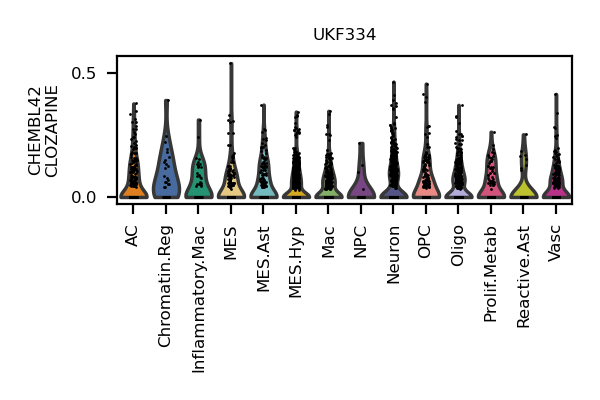 UKF334
CHEMBL42
CLOZAPINE
0.5
0.0
AC
Chromatin.Reg
Inflammatory.Mac
MES
MES.Ast
MES.Hyp
Mac
NPC
Neuron
OPC
Oligo
Prolif.Metab
Reactive.Ast
Vasc